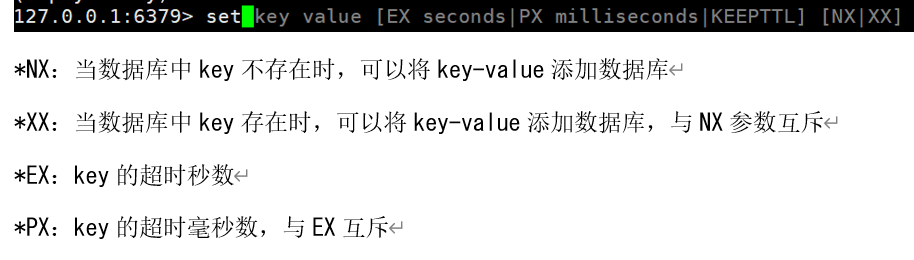 127.0.0.1:6379> set key value [EX seconds|PX milliseconds|KEEPTTL] [NX|XX]
*NX：当数据库中 key 不存在时，可以将 key-value 添加数据库↵
*XX：当数据库中 key 存在时，可以将 key-value 添加数据库，与 NX 参数互斥↵
*EX：key 的超时秒数↵
*PX：key 的超时毫秒数，与 EX 互斥↵